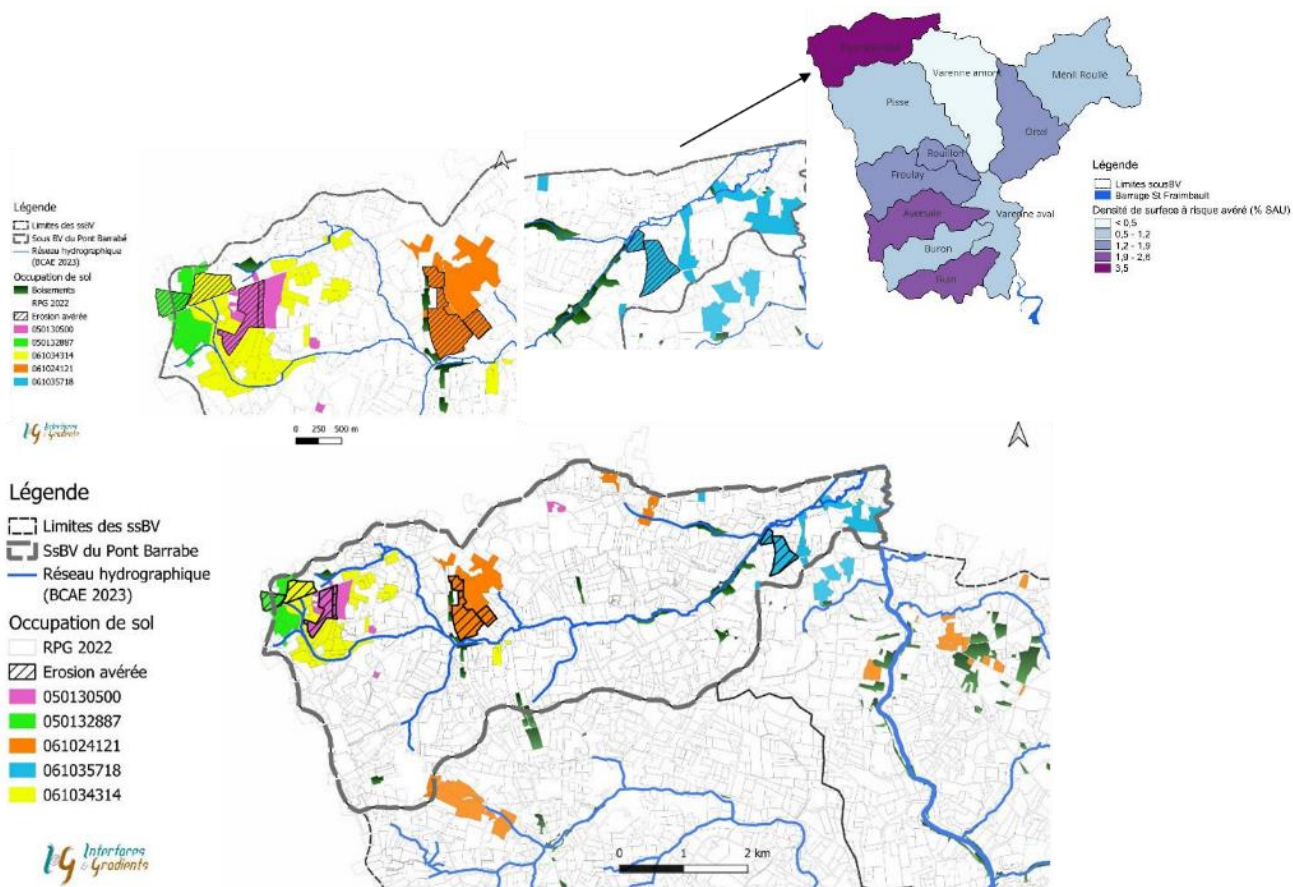 Varenne amont
Ménil Roullé
Pisse
Ortel
Rouillon
Froulay
Varenne aval
Buron
Légende
Limites sousBV
Barrage St Fraimbault
Densité de surface à risque avéré (% SAU)
< 0,5
0,5 - 1,2
1,2 - 1,9
1,9 - 2,6
3,5
Légende
Limites des ssBV
Sous BV du Pont Barrabé
Réseau hydrographique
(BCAE 2023)
Occupation de sol
Boisements
RPG 2022
Erosion avérée
050130500
050132887
061034314
061024121
061035718
Interfaces
& Gradients
0 250 500 m
Légende
Limites des ssBV
SsBV du Pont Barrabe
Réseau hydrographique
(BCAE 2023)
Occupation de sol
RPG 2022
Erosion avérée
050130500
050132887
061024121
061035718
061034314
I&G Interfaces
& Gradients
0 1 2 km